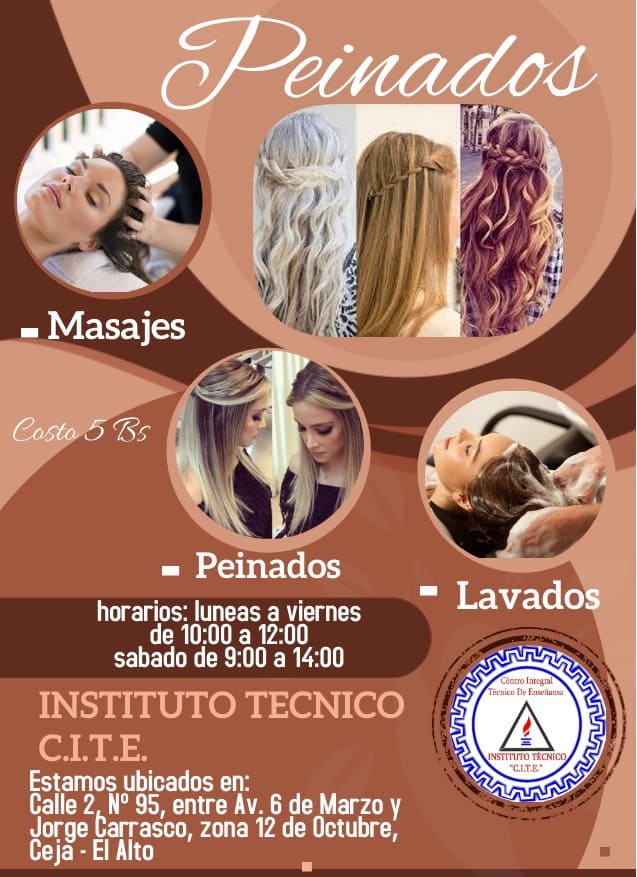 Peinados
- Masajes
Costo 5 Bs
- Peinados
- Lavados
horarios: luneas a viernes
de 10:00 a 12:00
sabado de 9:00 a 14:00
INSTITUTO TECNICO
C.I.T.E.
Centro Integral
Técnico De Enseñansa
INSTITUTO TÈCNICO
"C.I.T.E."
Estamos ubicados en:
Calle 2, Nº 95, entre Av. 6 de Marzo y
Jorge Carrasco, zona 12 de Octubre,
Ceja - El Alto